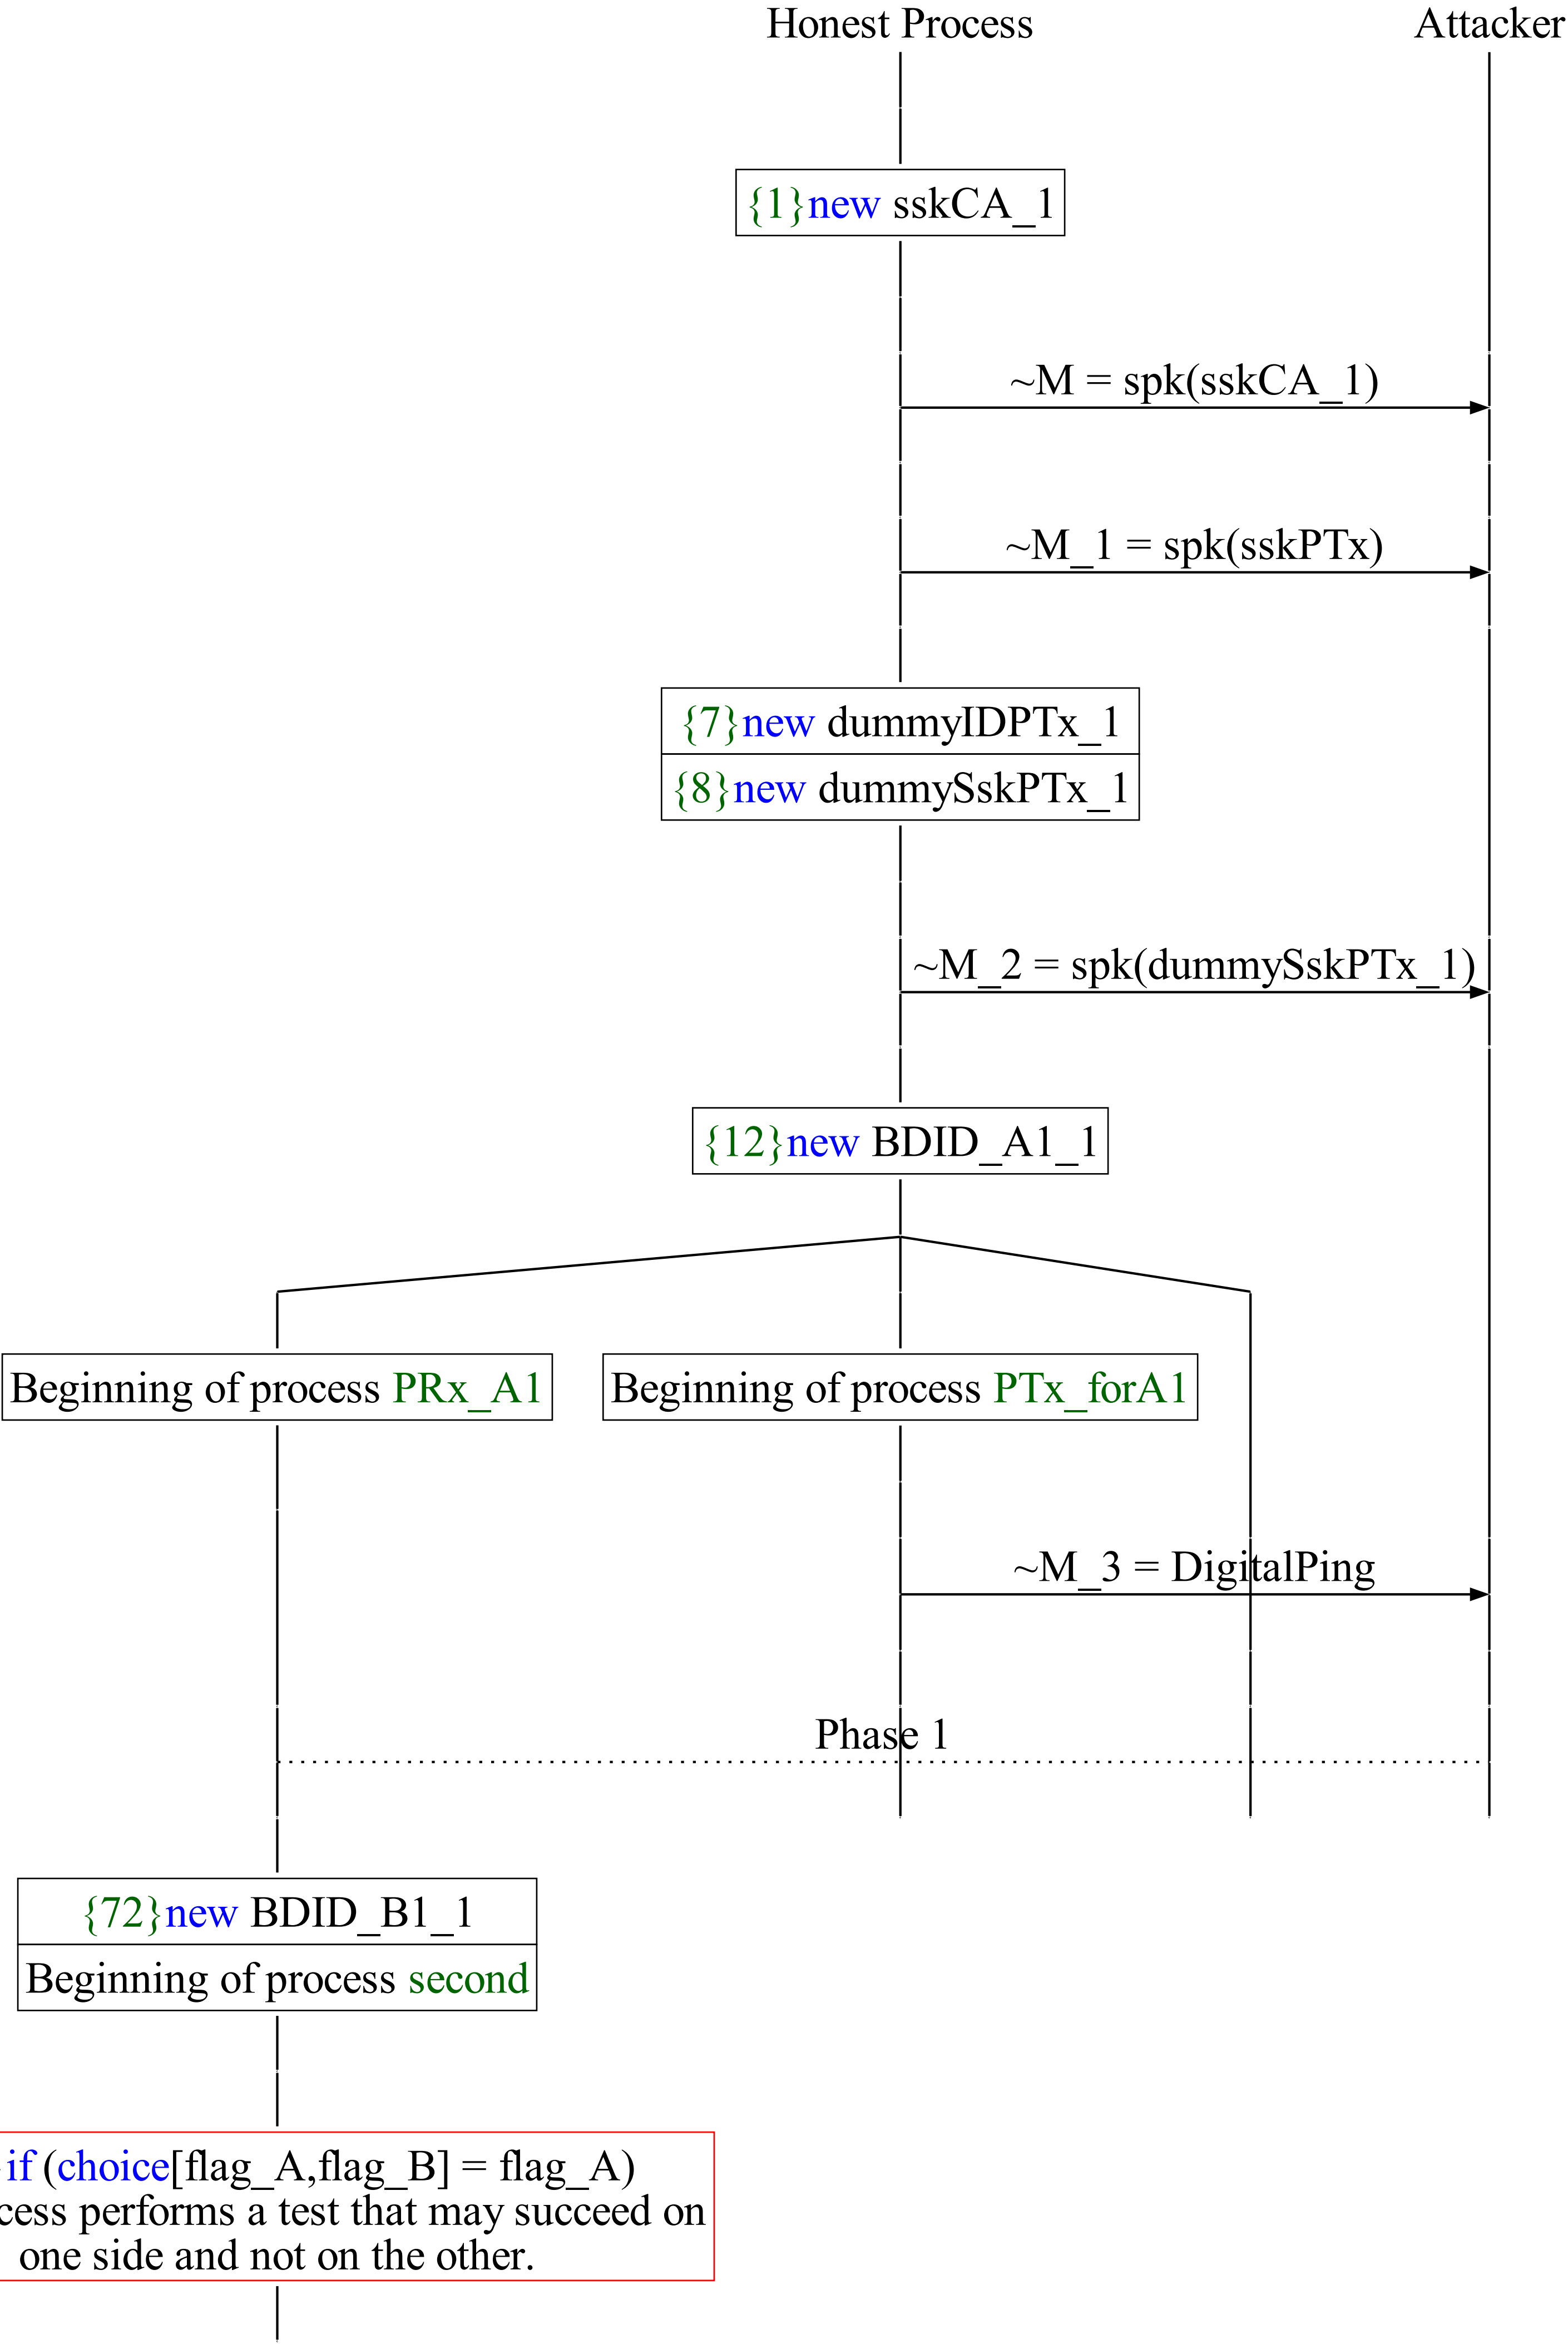 Honest Process
Attacker
{1}new sskCA_1
~M = spk(sskCA_1)
~M_1 = spk(sskPTx)
{7}new dummyIDPTx_1
{8}new dummySskPTx_1
~M_2 = spk(dummySskPTx_1)
{12}new BDID_A1_1
Beginning of process PRx_A1
Beginning of process PTx_forA1
~M_3 = DigitalPing
Phase 1
{72}new BDID_B1_1
Beginning of process second
if (choice[flag_A,flag_B] = flag_A)
performs a test that may succeed on
one side and not on the other.